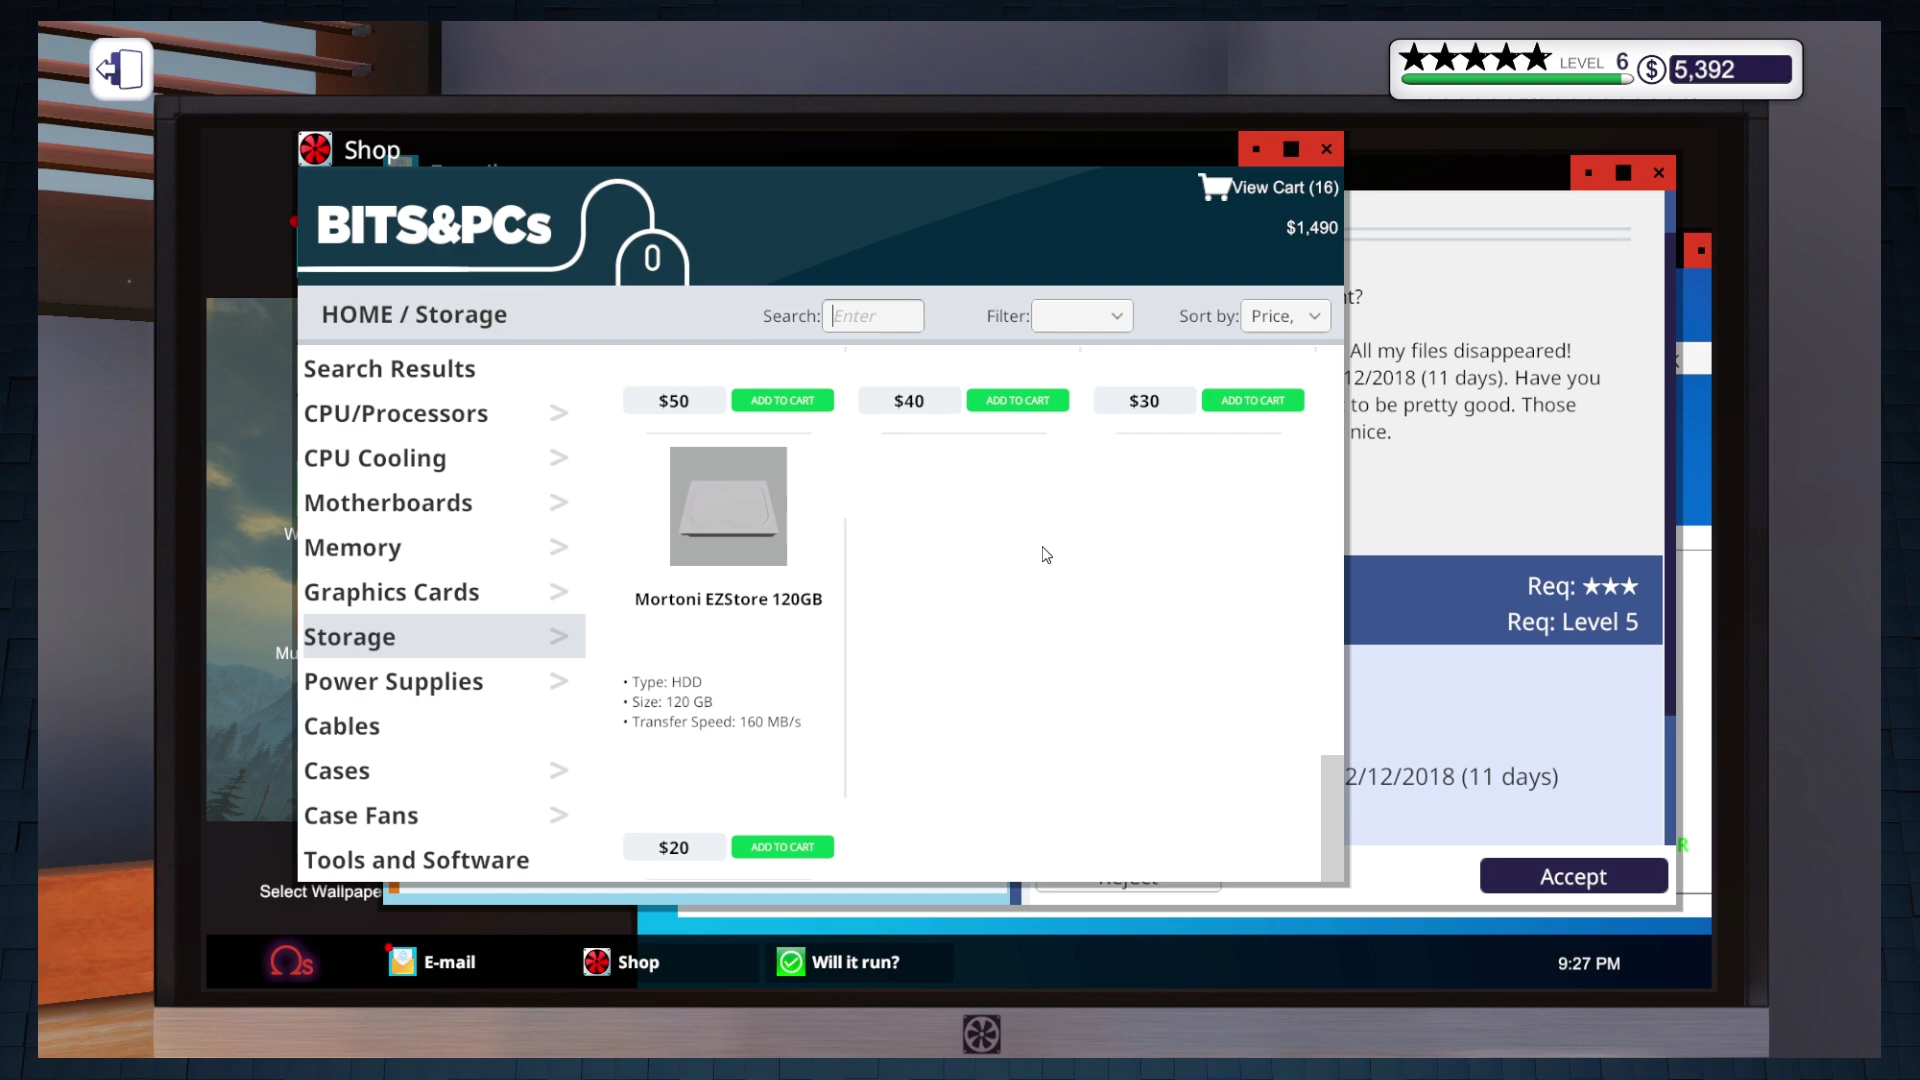 ★★★★★ LEVEL 6 $ 5,392
Shop
View Cart (16)
BITS&PCs
$1,490
HOME / Storage
Search: Enter
Filter:
Sort by: Price,
Search Results
CPU/Processors >
CPU Cooling >
Motherboards >
Memory >
Graphics Cards >
Storage >
Power Supplies >
Cables
Cases >
Case Fans >
Tools and Software
$50 ADD TO CART
$40 ADD TO CART
$30 ADD TO CART
Mortoni EZStore 120GB
• Type: HDD
• Size: 120 GB
• Transfer Speed: 160 MB/s
$20 ADD TO CART
t?
All my files disappeared!
12/2018 (11 days). Have you
to be pretty good. Those
nice.
Req: ★★★
Req: Level 5
2/12/2018 (11 days)
Reject
Accept
Select Wallpape
E-mail
Shop
Will it run?
9:27 PM